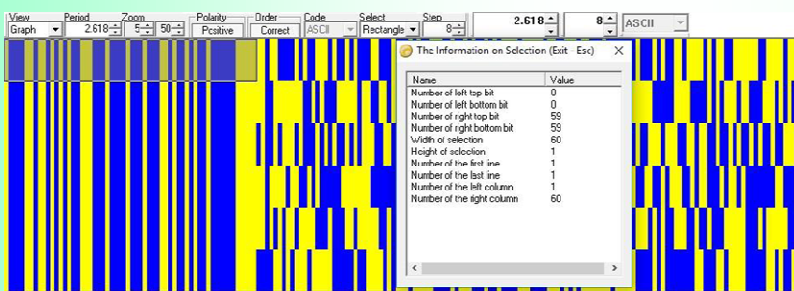 View Period Zoom Polarity Order Code Select Step
Graph 2.618 5 50 Positive Correct ASCII Rectangle 8 2.618 8 ASCII
The Information on Selection (Exit - Esc)
Name Value
Number of left top bit 0
Number of left bottom bit 0
Number of right top bit 59
Number of right bottom bit 59
Width of selection 60
Height of selection 1
Number of the first line 1
Number of the last line 1
Number of the left column 1
Number of the right column 60